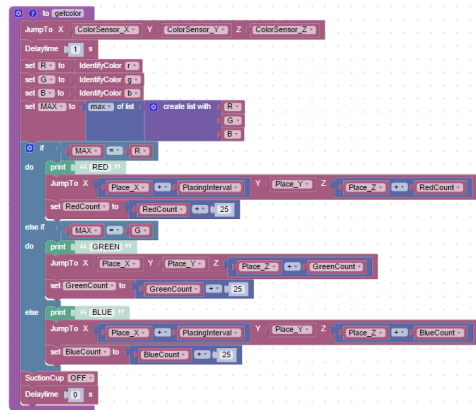 ? to getcolor
JumpTo X ColorSensor_X Y ColorSensor_Y Z ColorSensor_Z
Delaytime 1 s
set R to IdentifyColor r
set G to IdentifyColor g
set B to IdentifyColor b
set MAX to max of list create list with R
G
B
if MAX = R
do print “ RED ”
JumpTo X Place_X + PlacingInterval Y Place_Y Z Place_Z + RedCount
set RedCount to RedCount + 25
else if MAX = G
do print “ GREEN ”
JumpTo X Place_X Y Place_Y Z Place_Z + GreenCount
set GreenCount to GreenCount + 25
else print “ BLUE ”
JumpTo X Place_X + PlacingInterval Y Place_Y Z Place_Z + BlueCount
set BlueCount to BlueCount + 25
SuctionCup OFF
Delaytime 0 s